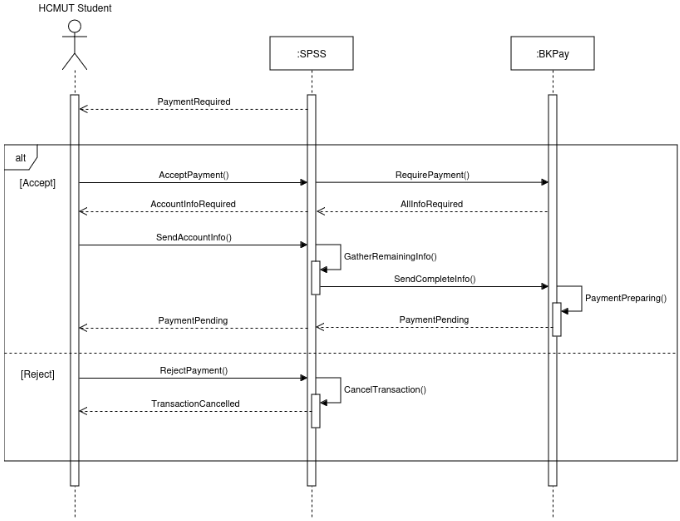 HCMUT Student
:SPSS
:BKPay
PaymentRequired
alt
[Accept]
AcceptPayment()
RequirePayment()
AccountInfoRequired
AllInfoRequired
SendAccountInfo()
GatherRemainingInfo()
SendCompleteInfo()
PaymentPreparing()
PaymentPending
PaymentPending
[Reject]
RejectPayment()
CancelTransaction()
TransactionCancelled